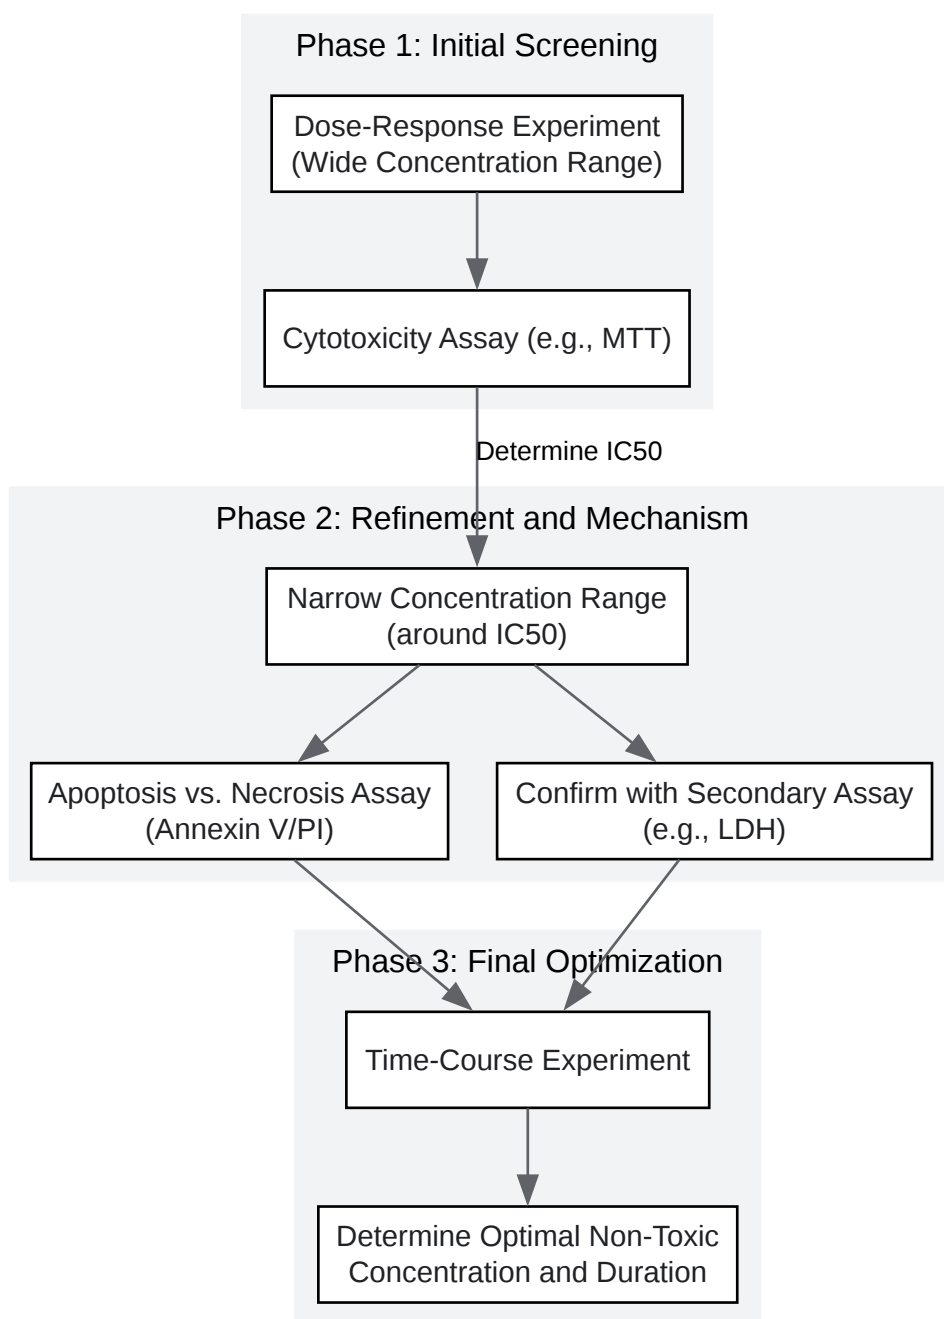 Phase 1: Initial Screening
Dose-Response Experiment
(Wide Concentration Range)
Cytotoxicity Assay (e.g., MTT)
Determine IC50
Phase 2: Refinement and Mechanism
Narrow Concentration Range
(around IC50)
Apoptosis vs. Necrosis Assay
(Annexin V/PI)
Confirm with Secondary Assay
(e.g., LDH)
Phase 3: Final Optimization
Time-Course Experiment
Determine Optimal Non-Toxic
Concentration and Duration